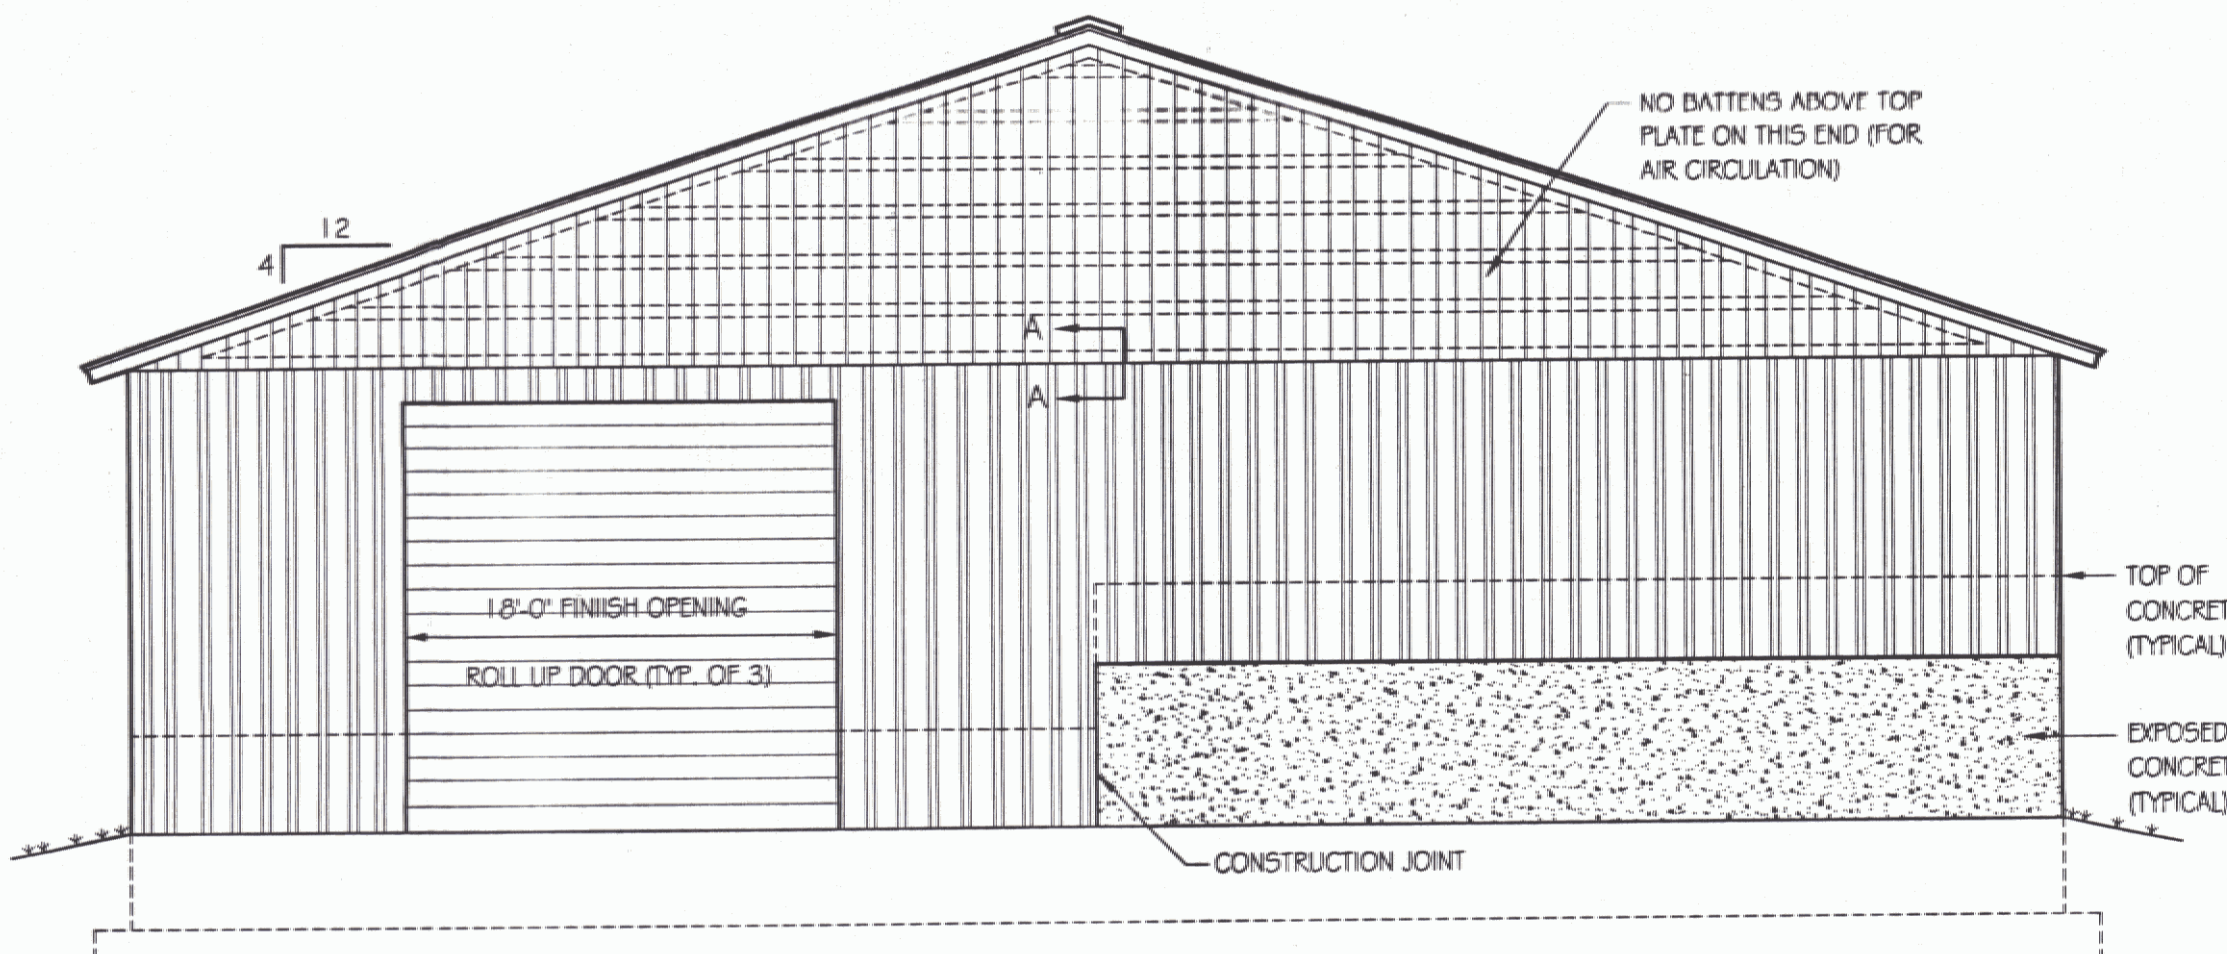 NO BATTENS ABOVE TOP
PLATE ON THIS END (FOR
AIR CIRCULATION)
12
4
A
A
18'-0" FINIISH OPENING
ROLL UP DOOR (TYP. OF 3)
TOP OF
CONCRET
(TYPICAL)
EXPOSED
CONCRET
(TYPICAL)
CONSTRUCTION JOINT